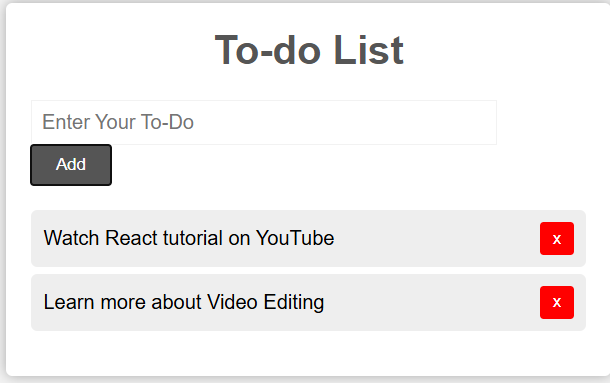 To-do List
Enter Your To-Do
Add
Watch React tutorial on YouTube
x
Learn more about Video Editing
x